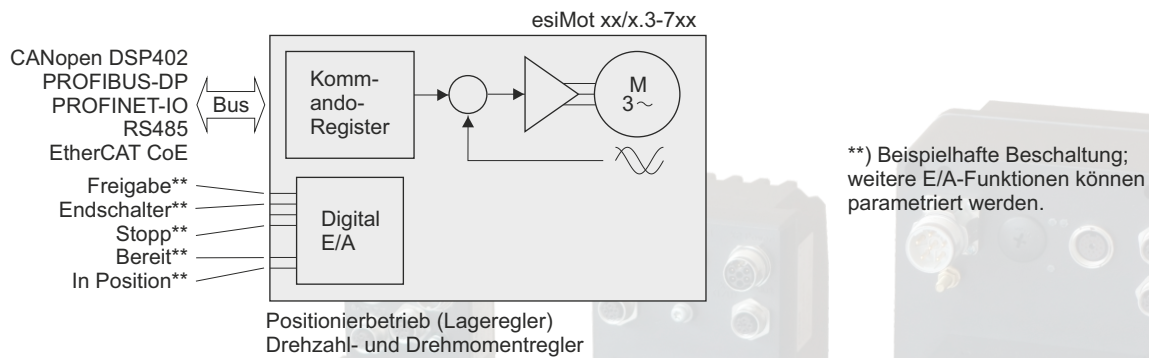 esiMot xx/x.3-7xx
CANopen DSP402
PROFIBUS-DP
PROFINET-IO
RS485
EtherCAT CoE
Bus
Komm-
ando-
Register
M
3~
Freigabe**
Endschalter**
Stopp**
Bereit**
In Position**
Digital
E/A
Positionierbetrieb (Lageregler)
Drehzahl- und Drehmomentregler
**) Beispielhafte Beschaltung;
weitere E/A-Funktionen können
parametriert werden.